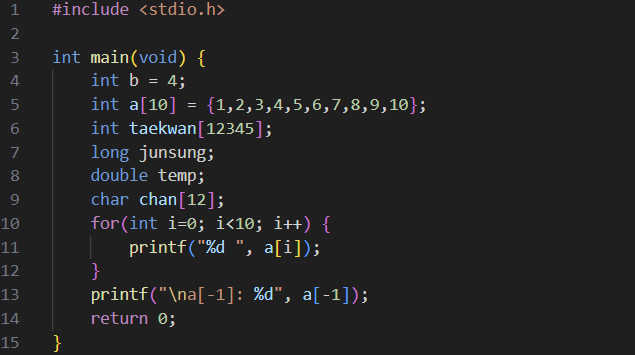 1 #include <stdio.h>
2
3 int main(void) {
4     int b = 4;
5     int a[10] = {1,2,3,4,5,6,7,8,9,10};
6     int taekwan[12345];
7     long junsung;
8     double temp;
9     char chan[12];
10     for(int i=0; i<10; i++) {
11         printf("%d ", a[i]);
12     }
13     printf("\na[-1]: %d", a[-1]);
14     return 0;
15 }